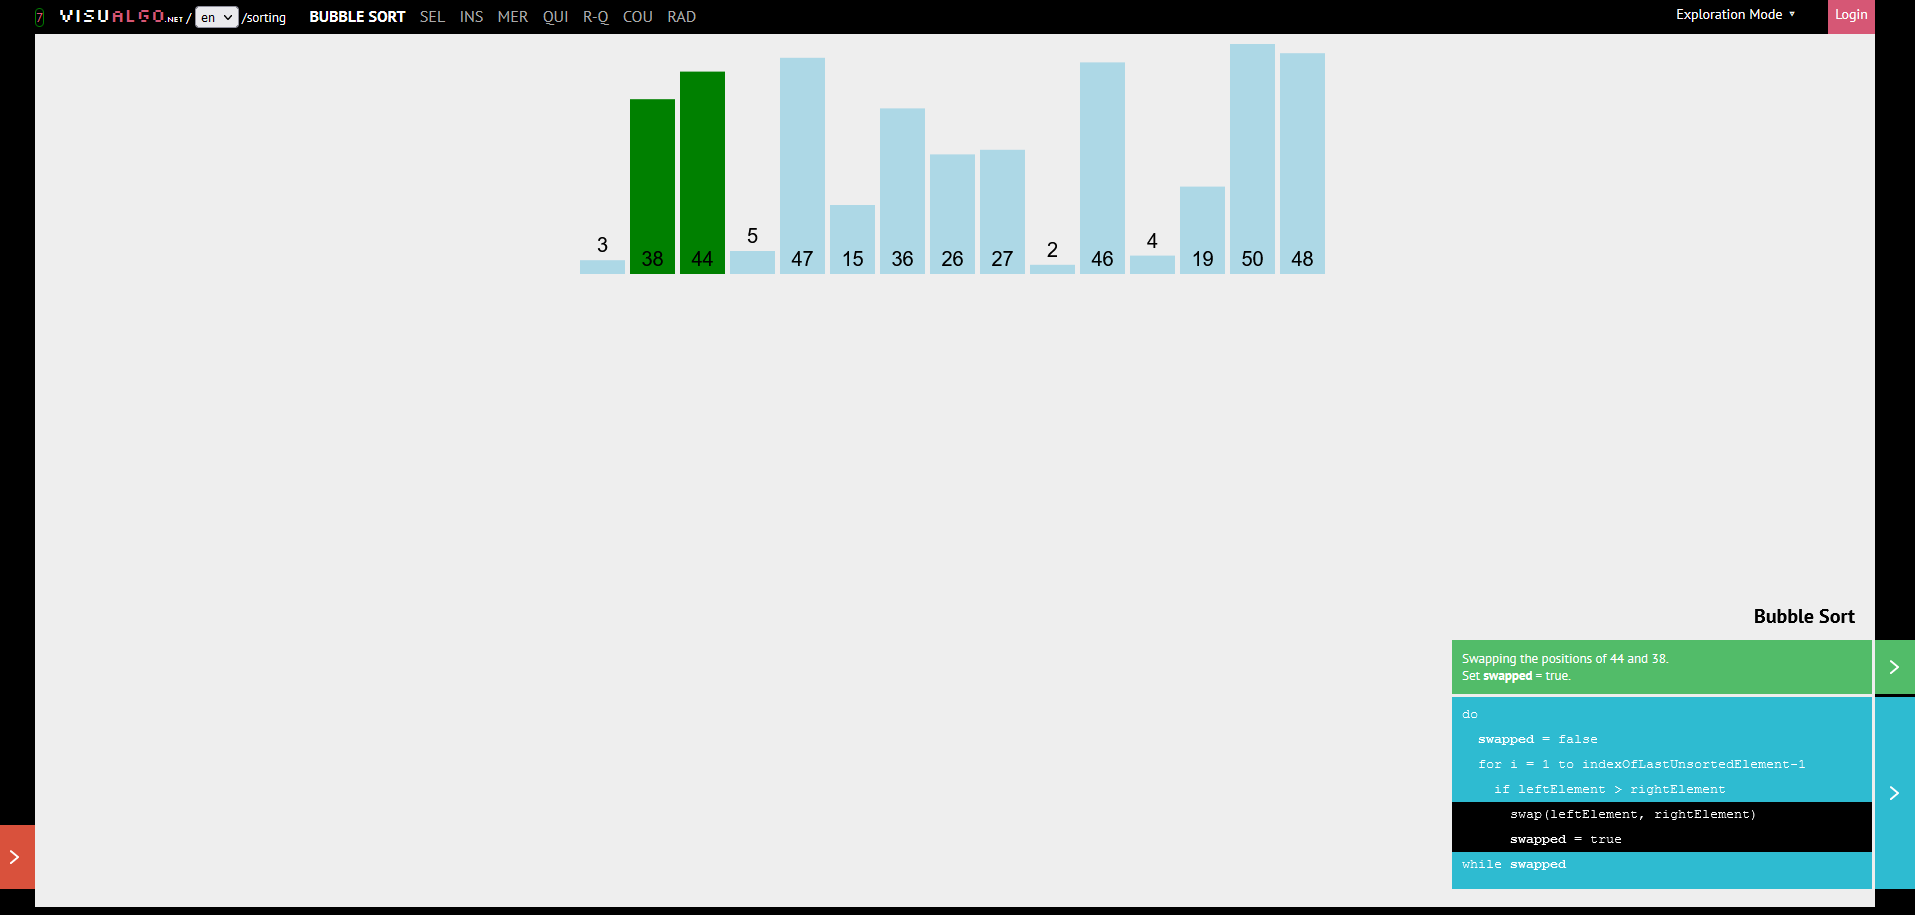 7 VISUALGO.NET / en /sorting BUBBLE SORT SEL INS MER QUI R-Q COU RAD Exploration Mode ▼ Login
3 38 44 5 47 15 36 26 27 2 46 4 19 50 48
Bubble Sort
Swapping the positions of 44 and 38.
Set swapped = true.
do
swapped = false
for i = 1 to indexOfLastUnsortedElement-1
if leftElement > rightElement
swap(leftElement, rightElement)
swapped = true
while swapped